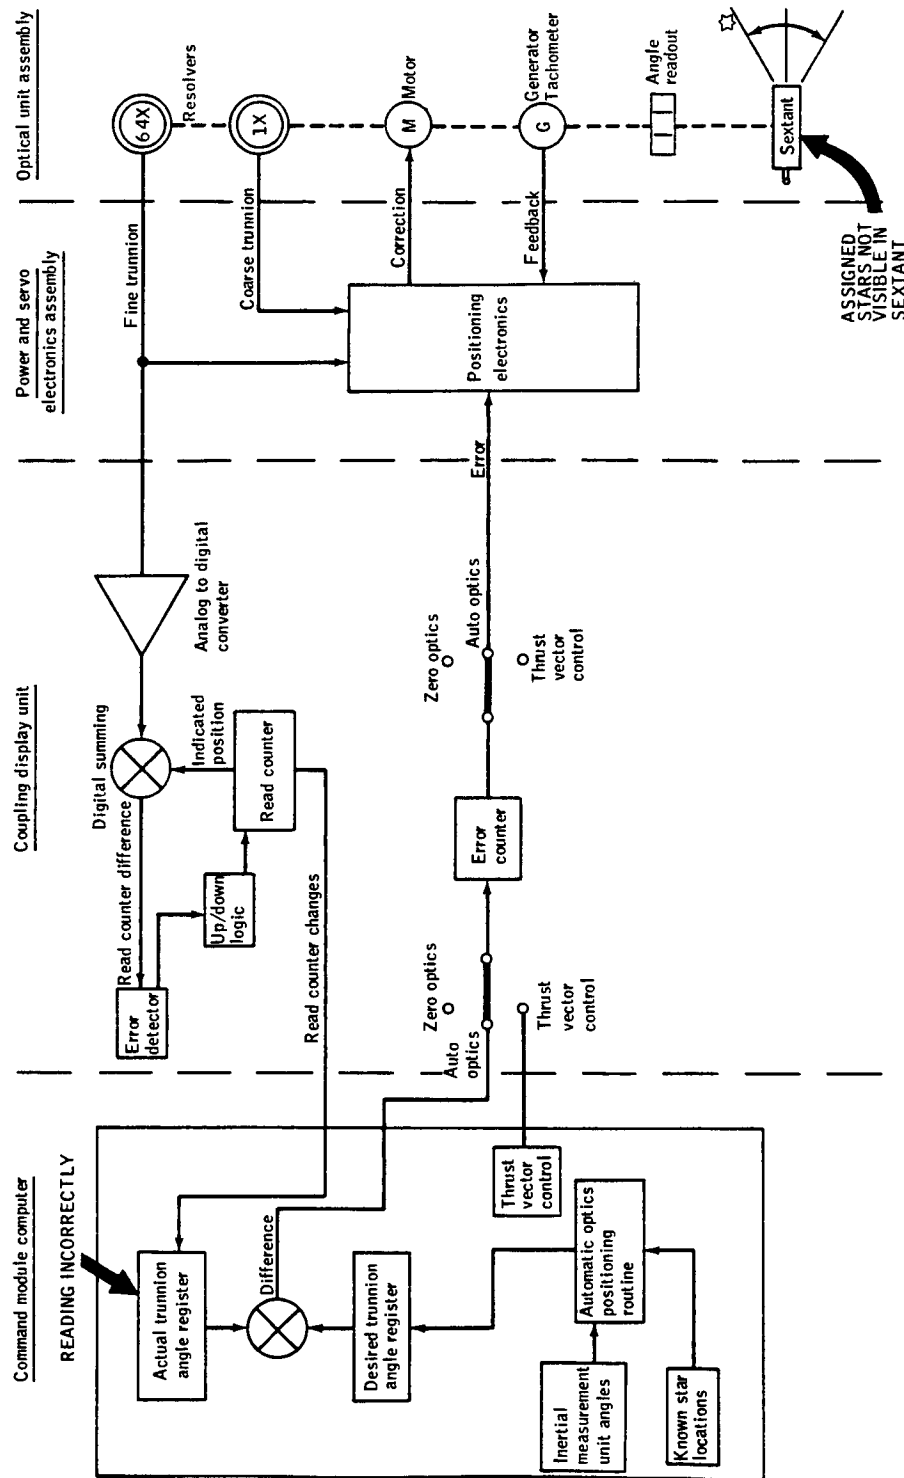 Command module computer
READING INCORRECTLY
Actual trunnion
angle register
Difference
Desired trunnion
angle register
Inertial
measurement
unit angles
Known star
locations
Automatic optics
positioning
routine
Thrust
vector
control
Coupling display unit
Error
detector
Read counter difference
Digital summing
Up/down
logic
Indicated
position
Read counter
Analog to digital
converter
Read counter changes
Zero optics
Auto
optics
Thrust
vector
control
Error
counter
Zero optics
Auto optics
Thrust
vector
control
Power and servo
electronics assembly
Fine trunnion
Coarse trunnion
Correction
Feedback
Positioning
electronics
Error
Optical unit assembly
64X
Resolvers
1X
M
Motor
G
Generator
Tachometer
Angle
readout
Sextant
ASSIGNED
STARS NOT
VISIBLE IN
SEXTANT